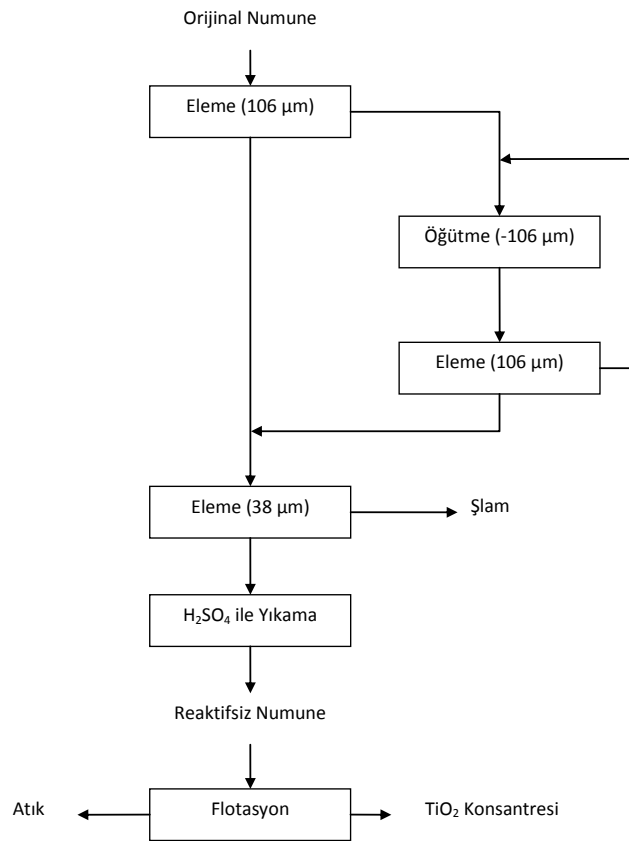 Orijinal Numune
Eleme (106 µm)
Öğütme (-106 µm)
Eleme (106 µm)
Eleme (38 µm)
Şlam
H₂SO₄ ile Yıkama
Reaktifsiz Numune
Atık
Flotasyon
TiO₂ Konsantresi